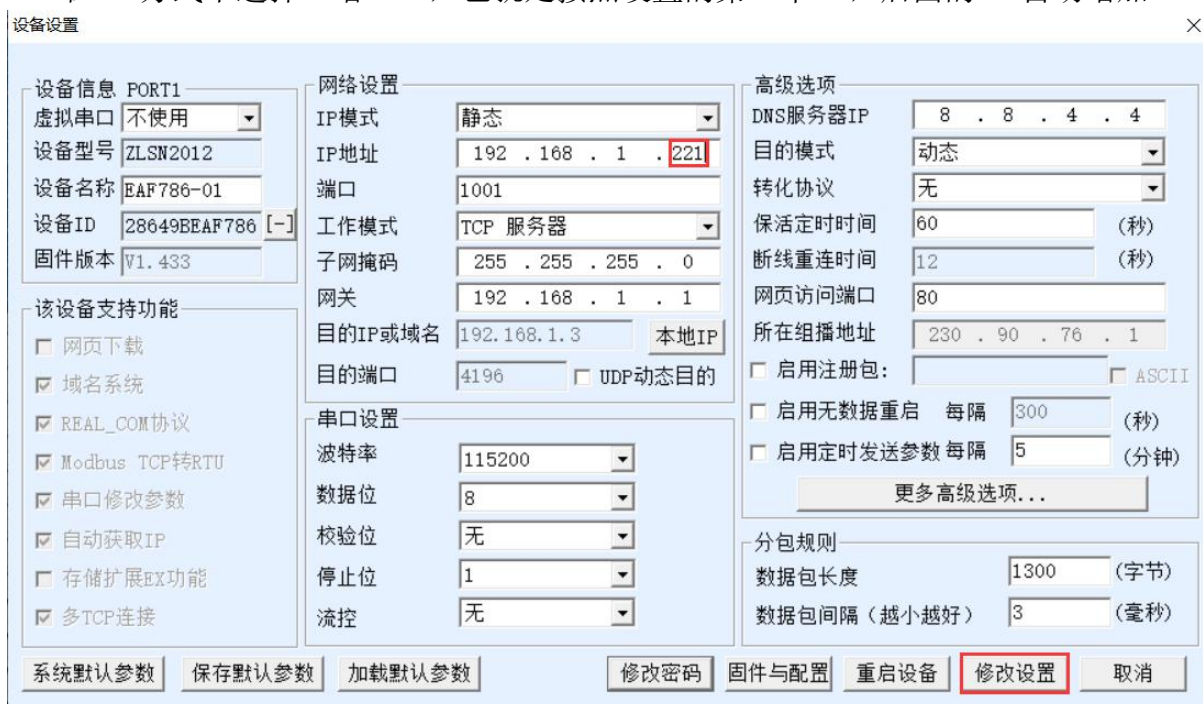 设备设置
设备信息 PORT1
虚拟串口 不使用
设备型号 ZLSN2012
设备名称 EAF786-01
设备ID 28649BEAF786 [-]
固件版本 V1.433
该设备支持功能
网页下载
域名系统
REAL_COM协议
Modbus TCP转RTU
串口修改参数
自动获取IP
存储扩展EX功能
多TCP连接
网络设置
IP模式 静态
IP地址 192 . 168 . 1 . 221
端口 1001
工作模式 TCP 服务器
子网掩码 255 . 255 . 255 . 0
网关 192 . 168 . 1 . 1
目的IP或域名 192.168.1.3 本地IP
目的端口 4196 UDP动态目的
串口设置
波特率 115200
数据位 8
校验位 无
停止位 1
流控 无
高级选项
DNS服务器IP 8 . 8 . 4 . 4
目的模式 动态
转化协议 无
保活定时时间 60 (秒)
断线重连时间 12 (秒)
网页访问端口 80
所在组播地址 230 . 90 . 76 . 1
启用注册包: ASCII
启用无数据重启 每隔 300 (秒)
启用定时发送参数 每隔 5 (分钟)
更多高级选项...
分包规则
数据包长度 1300 (字节)
数据包间隔（越小越好） 3 (毫秒)
系统默认参数 保存默认参数 加载默认参数 修改密码 固件与配置 重启设备 修改设置 取消